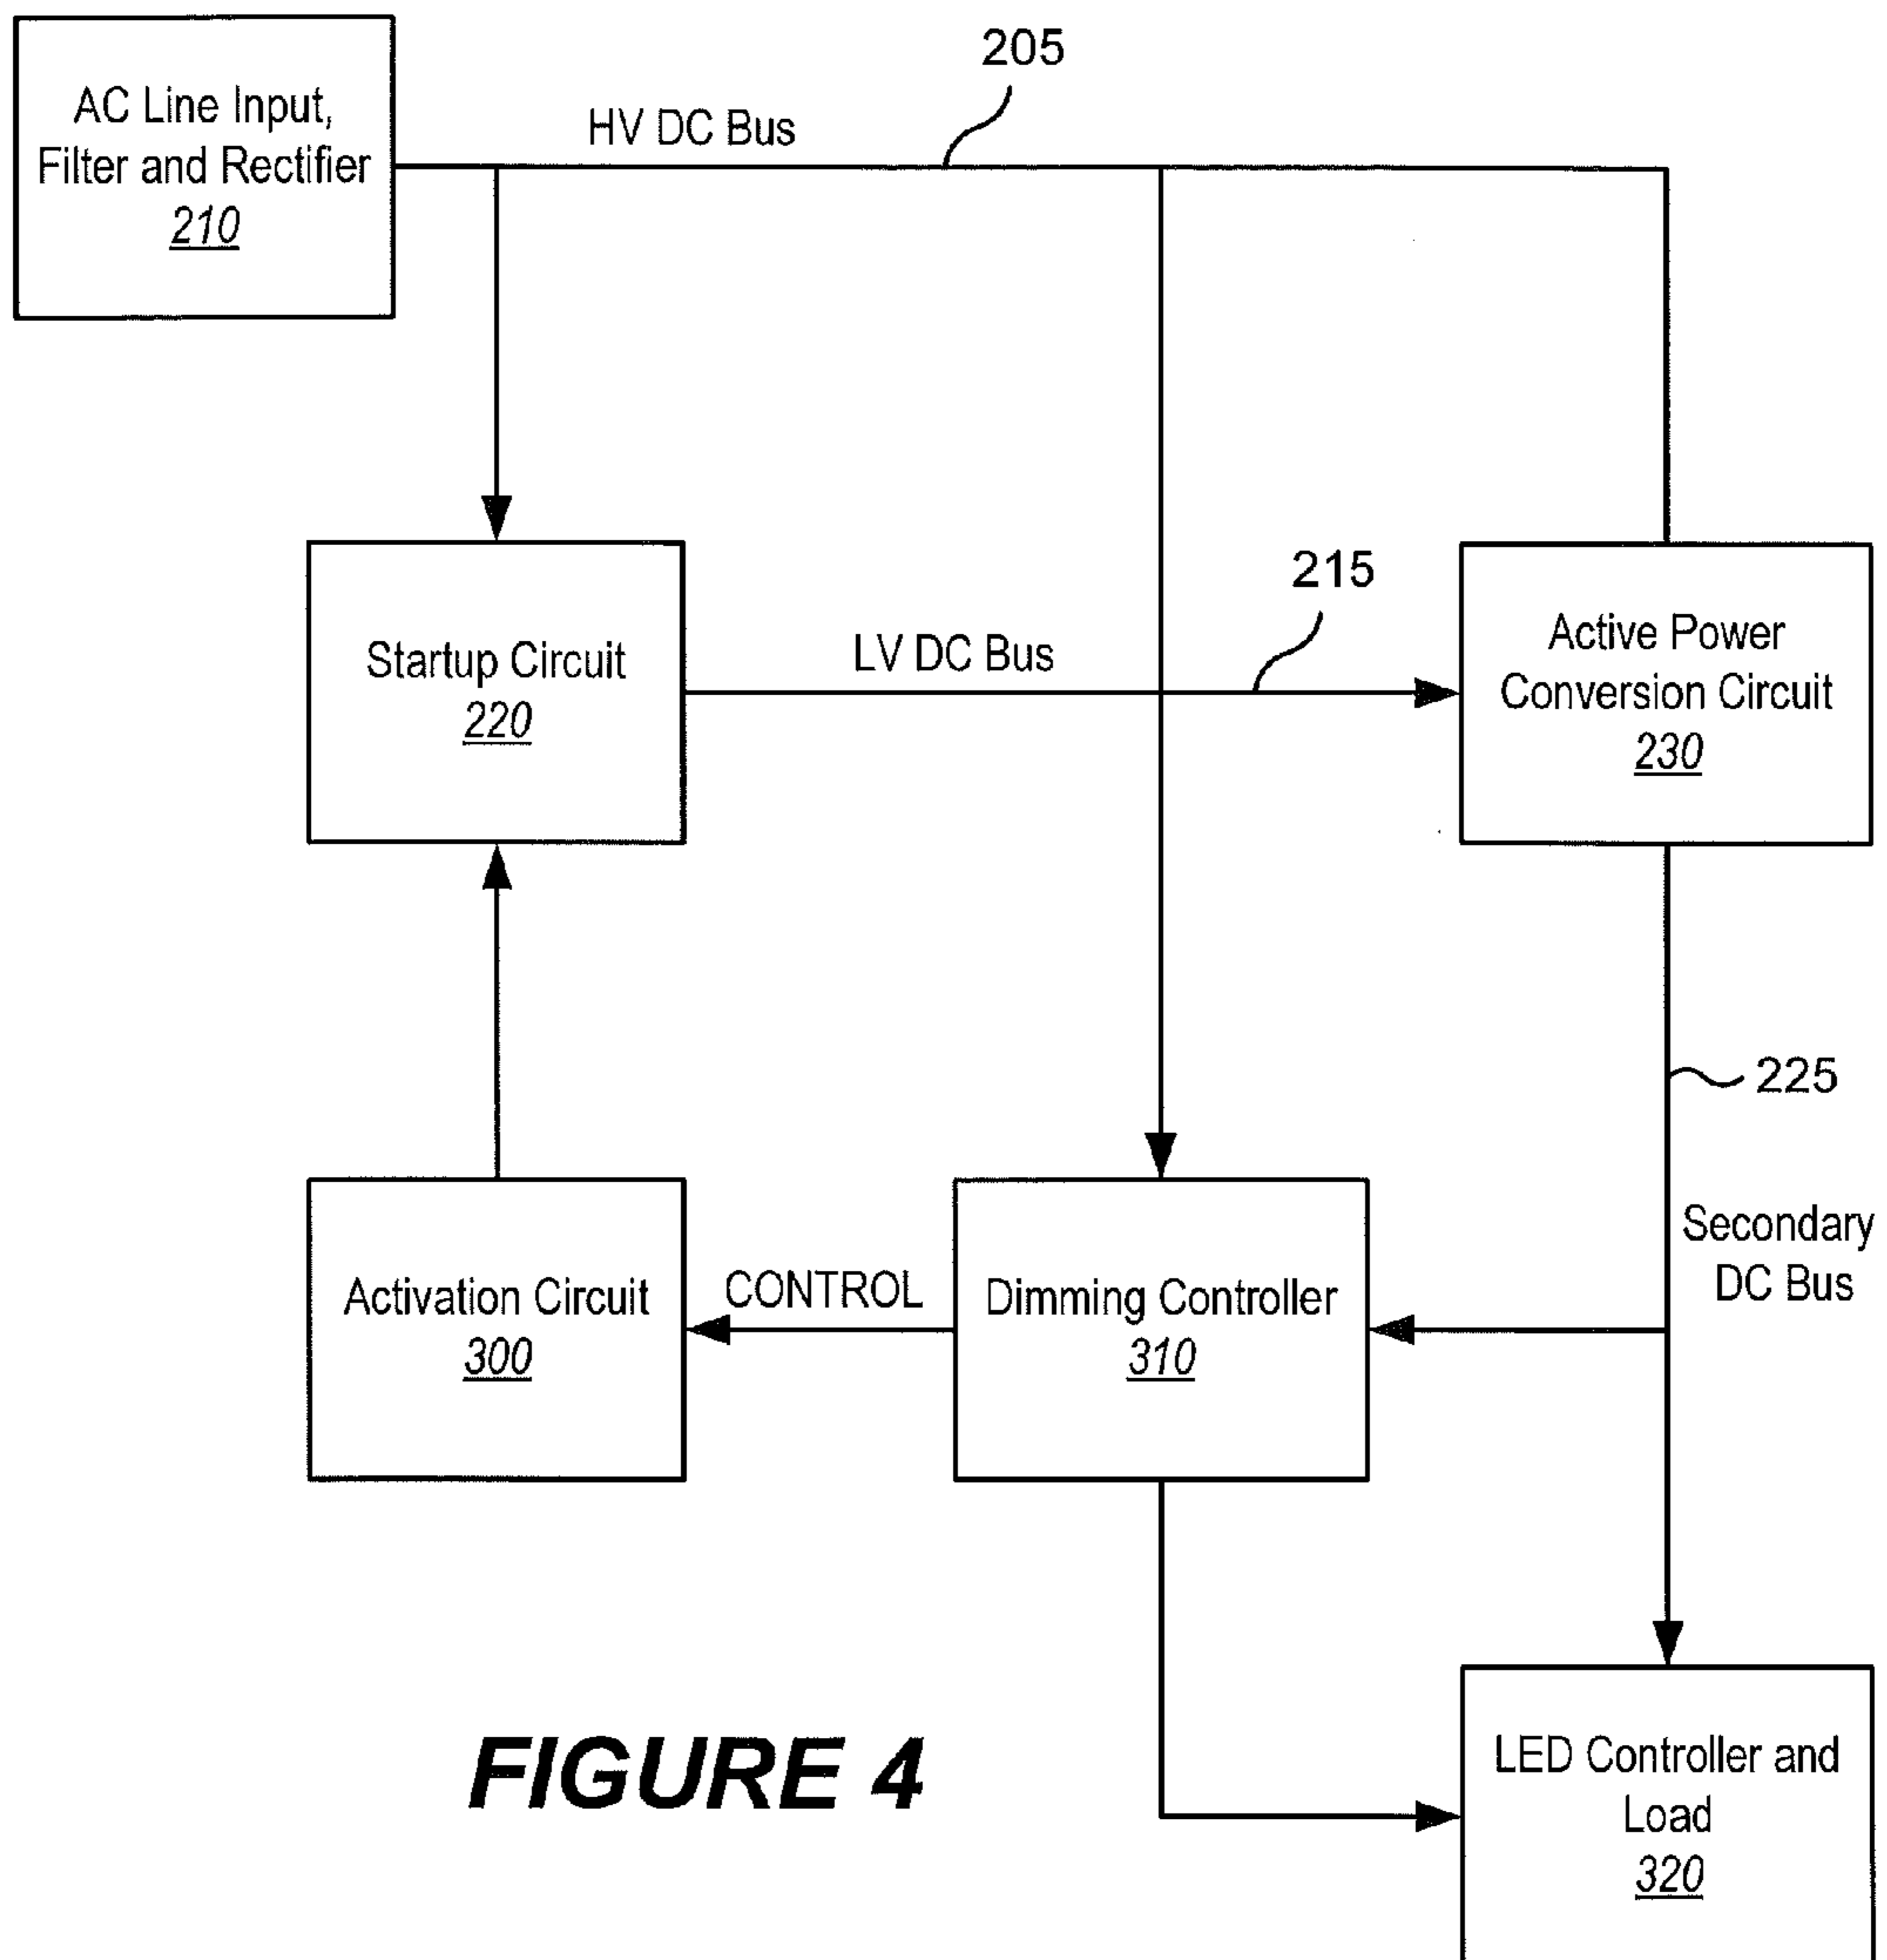 205
AC Line Input,
Filter and Rectifier
210
HV DC Bus
215
Startup Circuit
220
LV DC Bus
Active Power
Conversion Circuit
230
225
Secondary
DC Bus
Activation Circuit
300
CONTROL
Dimming Controller
310
LED Controller and
Load
320
FIGURE 4